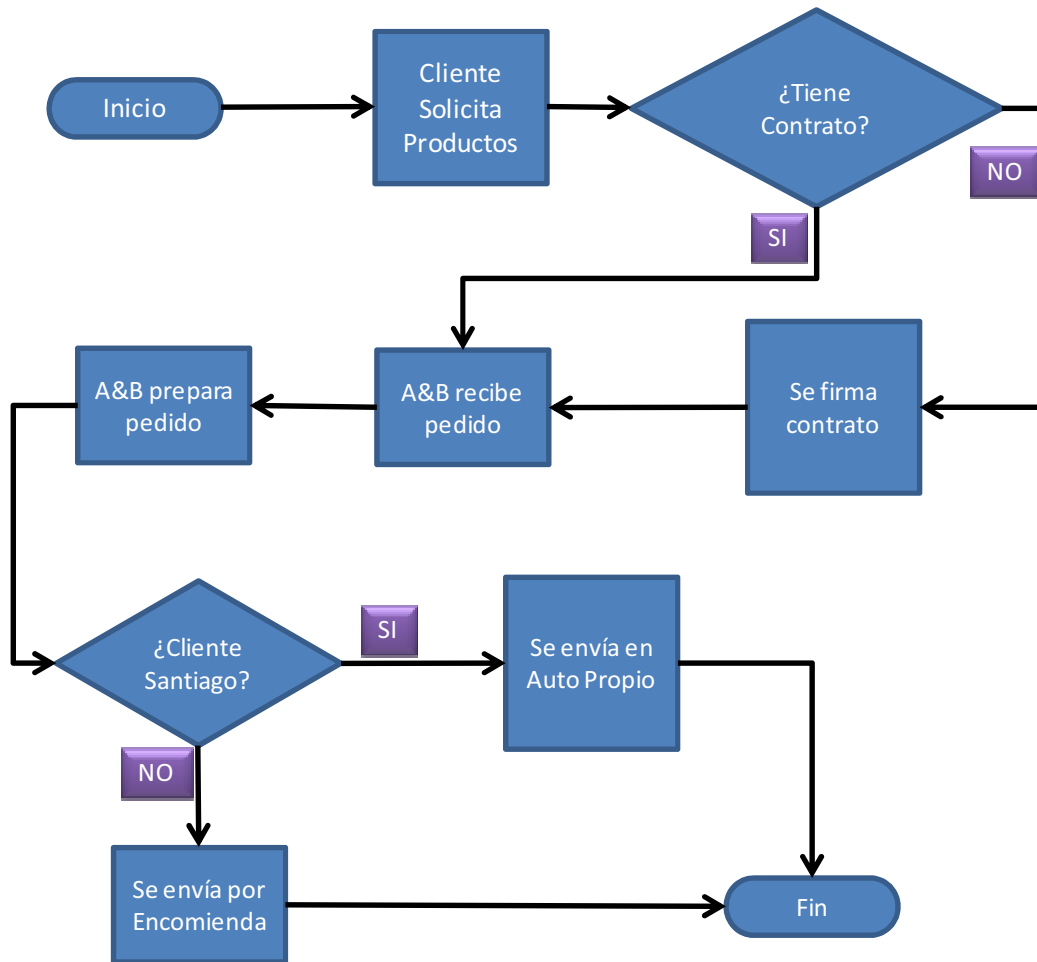 Inicio
Cliente
Solicita
Productos
¿Tiene
Contrato?
NO
SI
A&B prepara
pedido
A&B recibe
pedido
Se firma
contrato
¿Cliente
Santiago?
SI
Se envía en
Auto Propio
NO
Se envía por
Encomienda
Fin